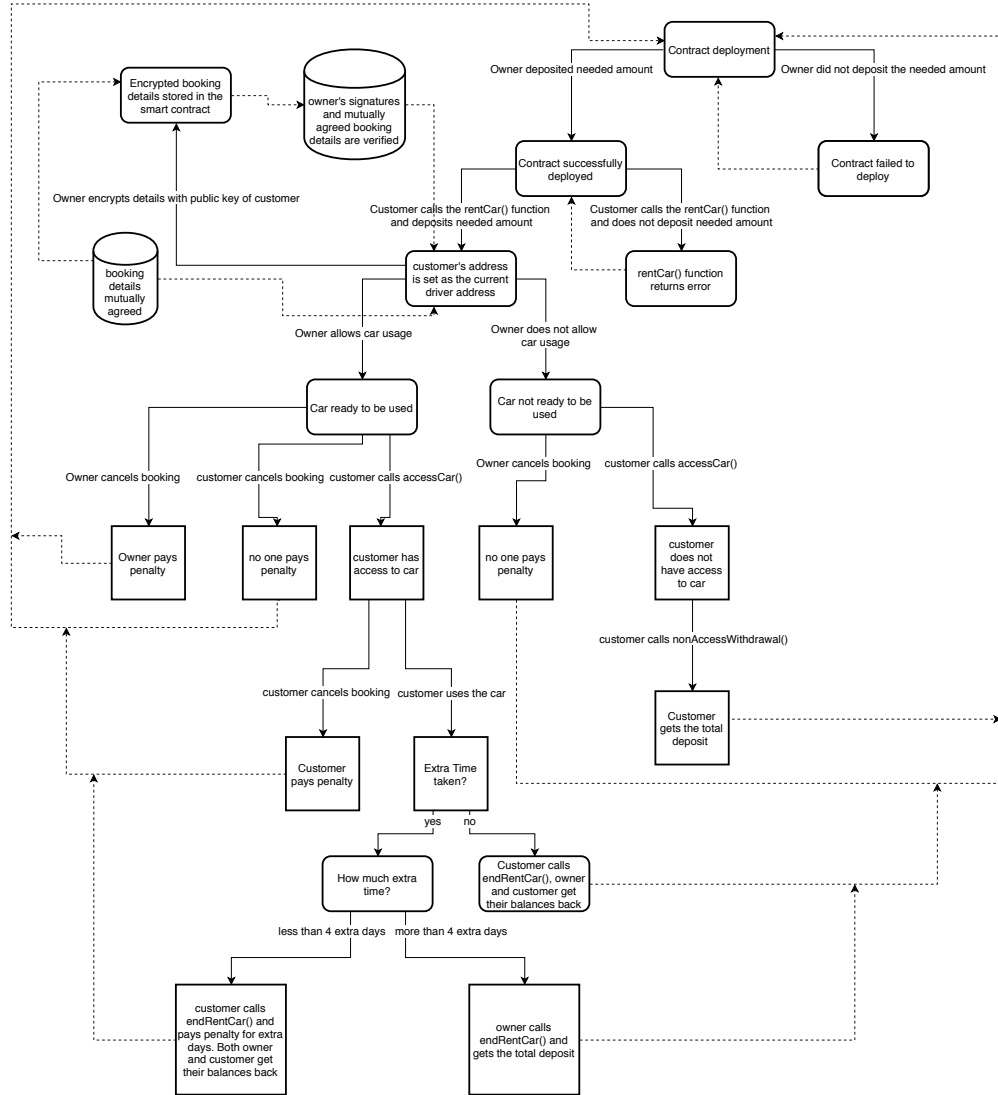 Contract deployment
Owner deposited needed amount
Owner did not deposit the needed amount
Encrypted booking
details stored in the
smart contract
owner's signatures
and mutually
agreed booking
details are verified
Contract successfully
deployed
Contract failed to
deploy
Owner encrypts details with public key of customer
Customer calls the rentCar() function
and deposits needed amount
Customer calls the rentCar() function
and does not deposit needed amount
booking
details
mutually
agreed
customer's address
is set as the current
driver address
rentCar() function
returns error
Owner allows car usage
Owner does not allow
car usage
Car ready to be used
Car not ready to be
used
Owner cancels booking
customer cancels booking
customer calls accessCar()
Owner cancels booking
customer calls accessCar()
Owner pays
penalty
no one pays
penalty
customer has
access to car
no one pays
penalty
customer
does not
have access
to car
customer calls nonAccessWithdrawal()
customer cancels booking
customer uses the car
Customer
gets the total
deposit
Customer
pays penalty
Extra Time
taken?
yes
no
How much extra
time?
Customer calls
endRentCar(), owner
and customer get
their balances back
less than 4 extra days
more than 4 extra days
customer calls
endRentCar() and
pays penalty for extra
days. Both owner
and customer get
their balances back
owner calls
endRentCar() and
gets the total deposit